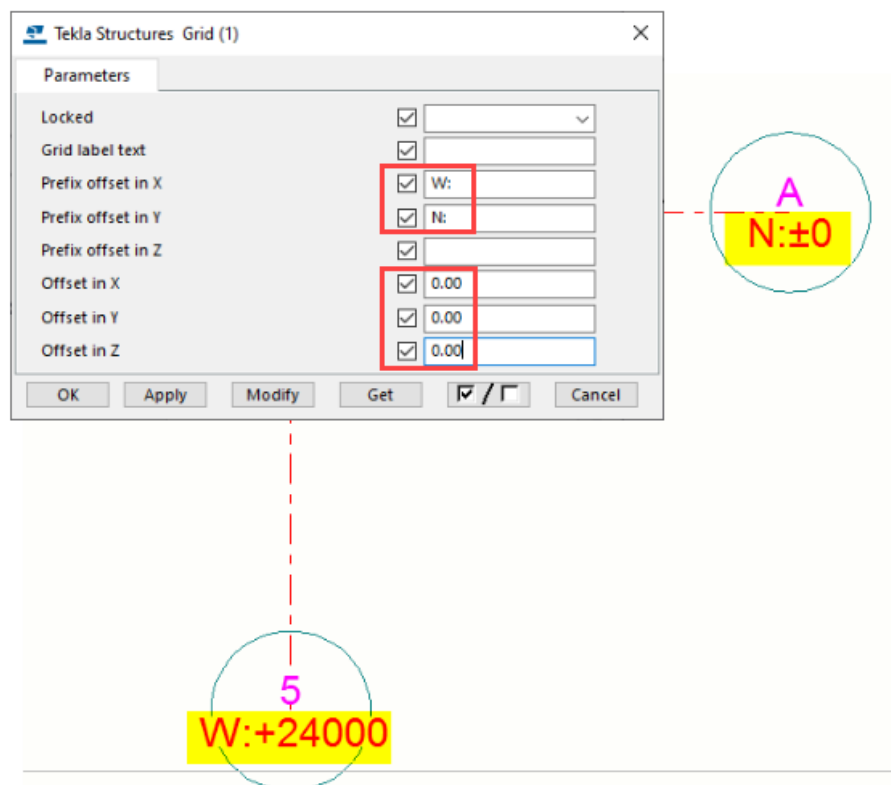 Tekla Structures Grid (1)
Parameters
Locked
Grid label text
Prefix offset in X W:
Prefix offset in Y N:
Prefix offset in Z
Offset in X 0.00
Offset in Y 0.00
Offset in Z 0.00
OK Apply Modify Get / Cancel
A
N:±0
5
W:+24000